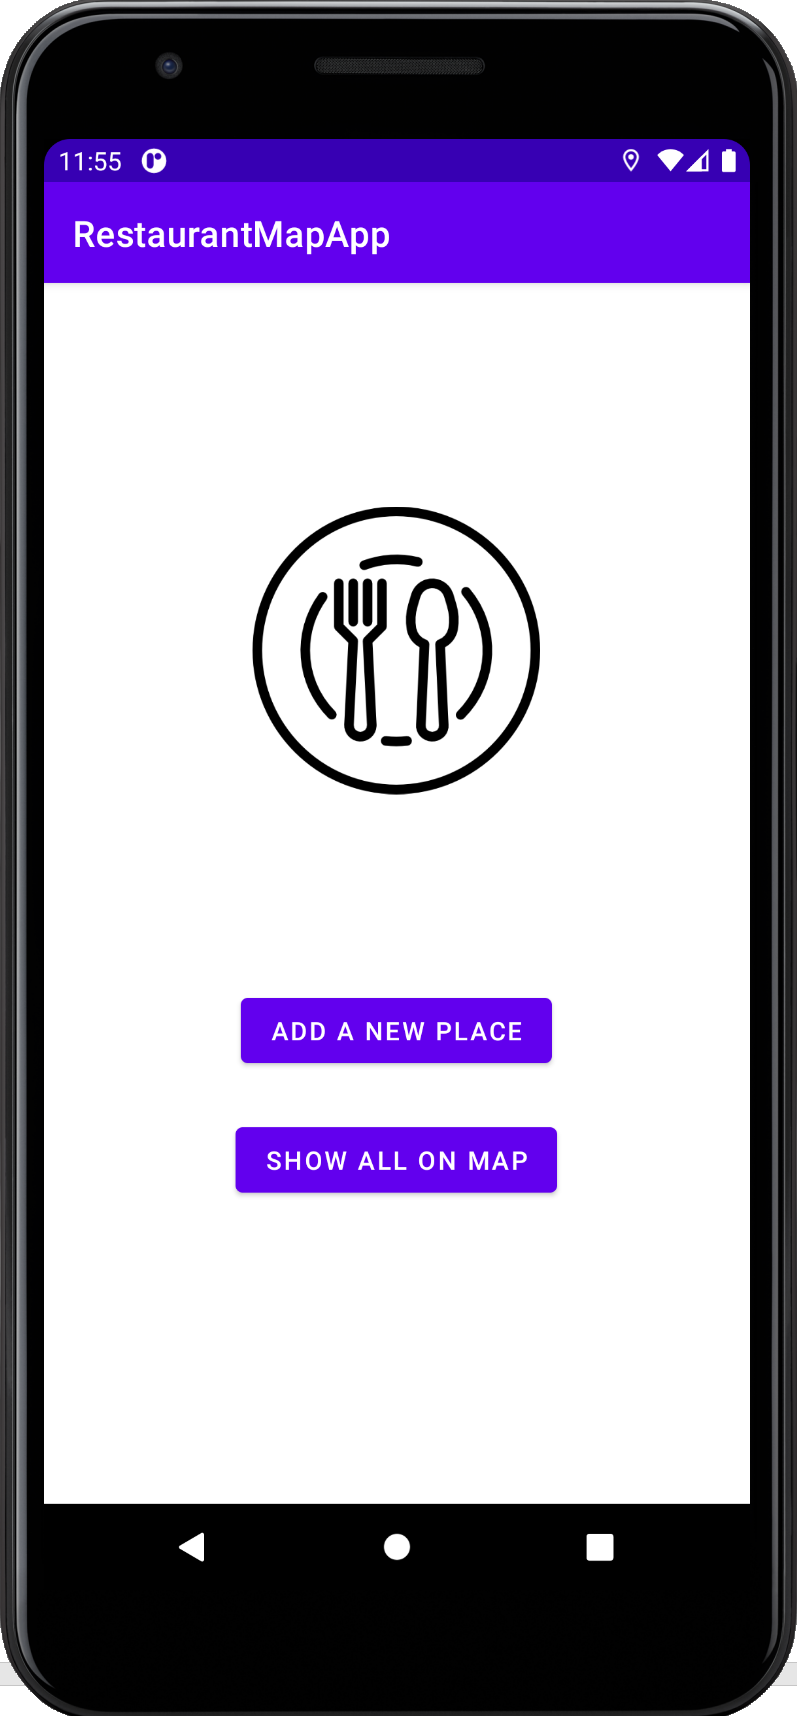 11:55
RestaurantMapApp
ADD A NEW PLACE
SHOW ALL ON MAP